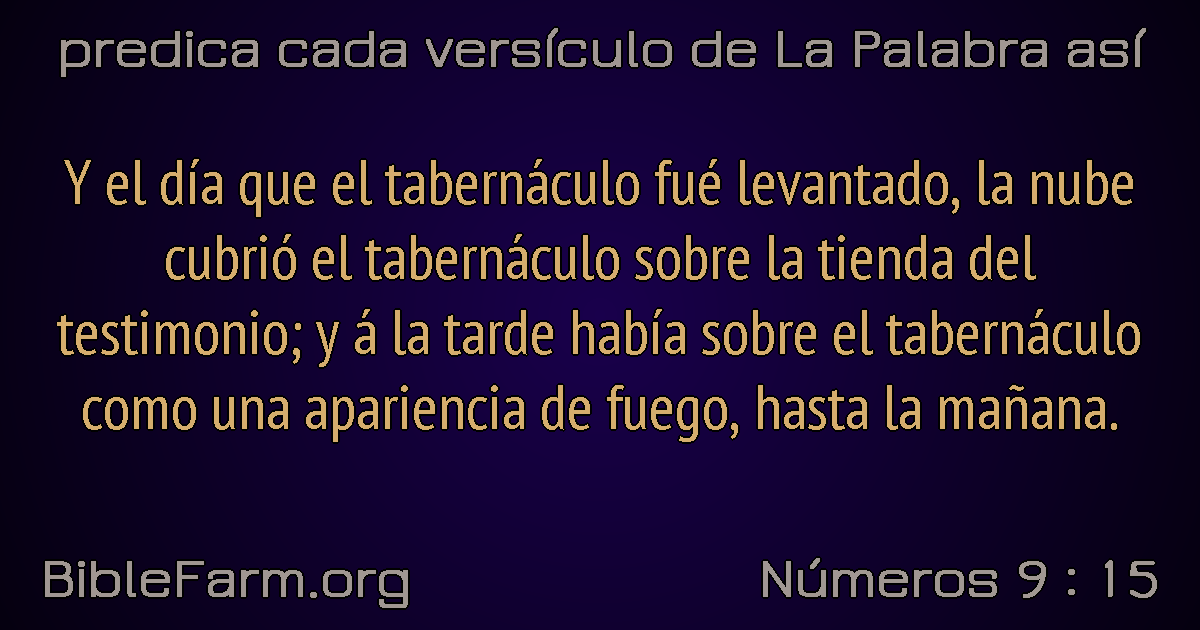 predica cada versículo de La Palabra así
Y el día que el tabernáculo fué levantado, la nube
cubrió el tabernáculo sobre la tienda del
testimonio; y á la tarde había sobre el tabernáculo
como una apariencia de fuego, hasta la mañana.
BibleFarm.org
Números 9 : 15